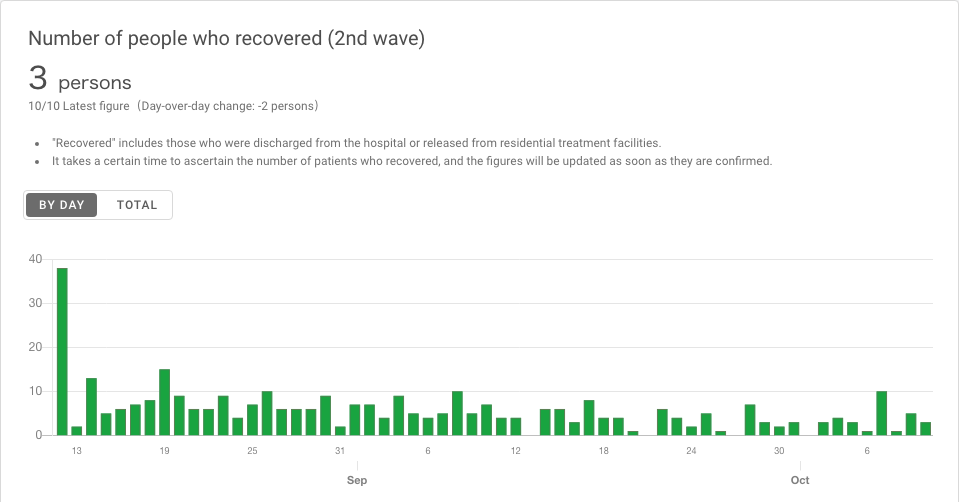 Number of people who recovered (2nd wave)
3 persons
10/10 Latest figure (Day-over-day change: -2 persons)
"Recovered" includes those who were discharged from the hospital or released from residential treatment facilities.
It takes a certain time to ascertain the number of patients who recovered, and the figures will be updated as soon as they are confirmed.
BY DAY TOTAL
40
30
20
10
0
13 19 25 31 6 12 18 24 30 6
Sep Oct